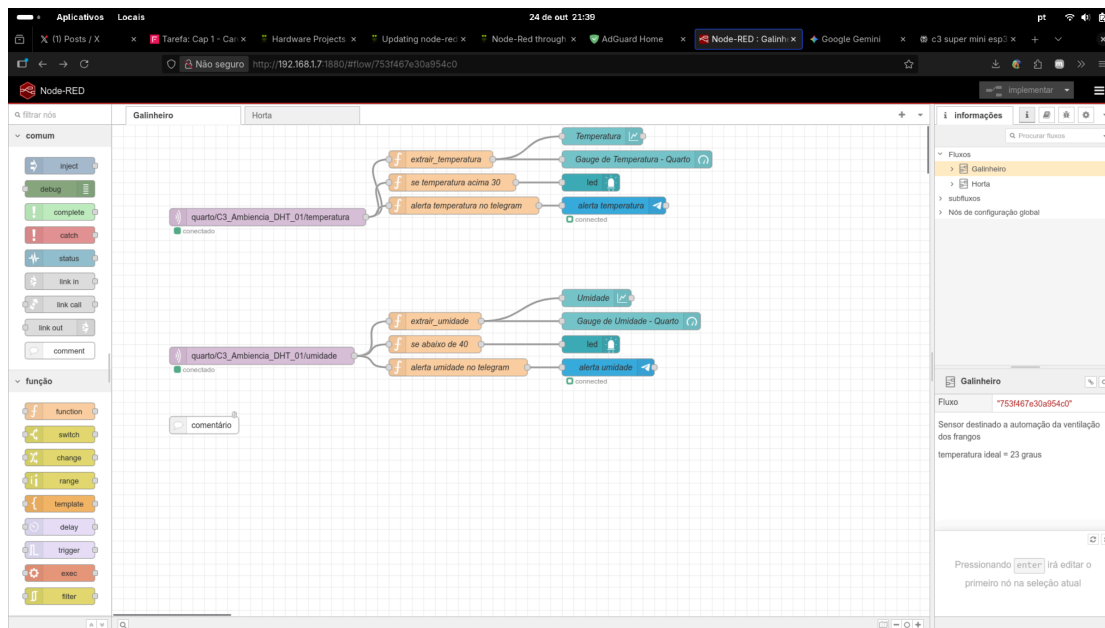 Aplicativos Locais 24 de out 21:39 pt
(1) Posts / X × Tarefa: Cap 1 - Car × Hardware Projects × Updating node-red × Node-Red through × AdGuard Home × Node-RED : Galinh × Google Gemini × c3 super mini esp3 ×
Não seguro http://192.168.1.7:1880/#flow/753f467e30a954c0
Node-RED implementar
filtrar nós
comum
inject
debug
complete
catch
status
link in
link call
link out
comment
função
function
switch
change
range
template
delay
trigger
exec
filter
Galinheiro Horta
Temperatura
extrair_temperatura Gauge de Temperatura - Quarto
se temperatura acima 30 led
alerta temperatura no telegram alerta temperatura
quarto/C3_Ambiencia_DHT_01/temperatura connected
conectado
Umidade
extrair_umidade Gauge de Umidade - Quarto
se abaixo de 40 led
quarto/C3_Ambiencia_DHT_01/umidade
alerta umidade no telegram alerta umidade
conectado connected
comentário
i informações i
Procurar fluxos
Fluxos
Galinheiro
Horta
subfluxos
Nós de configuração global
Galinheiro
Fluxo "753f467e30a954c0"
Sensor destinado a automação da ventilação
dos frangos
temperatura ideal = 23 graus
Pressionando enter irá editar o
primeiro nó na seleção atual